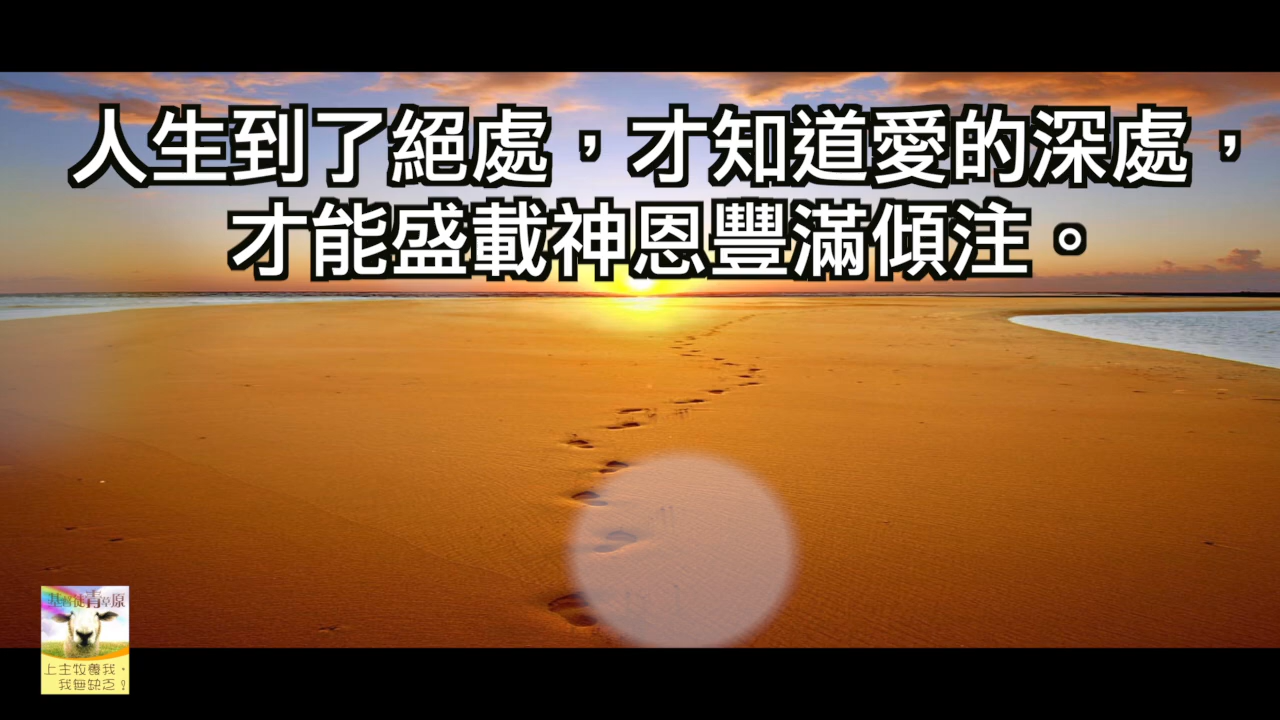 人生到了絕處，才知道愛的深處，
才能盛載神恩豐滿傾注。
基督徒青草原
上主牧養我，
我無缺乏！